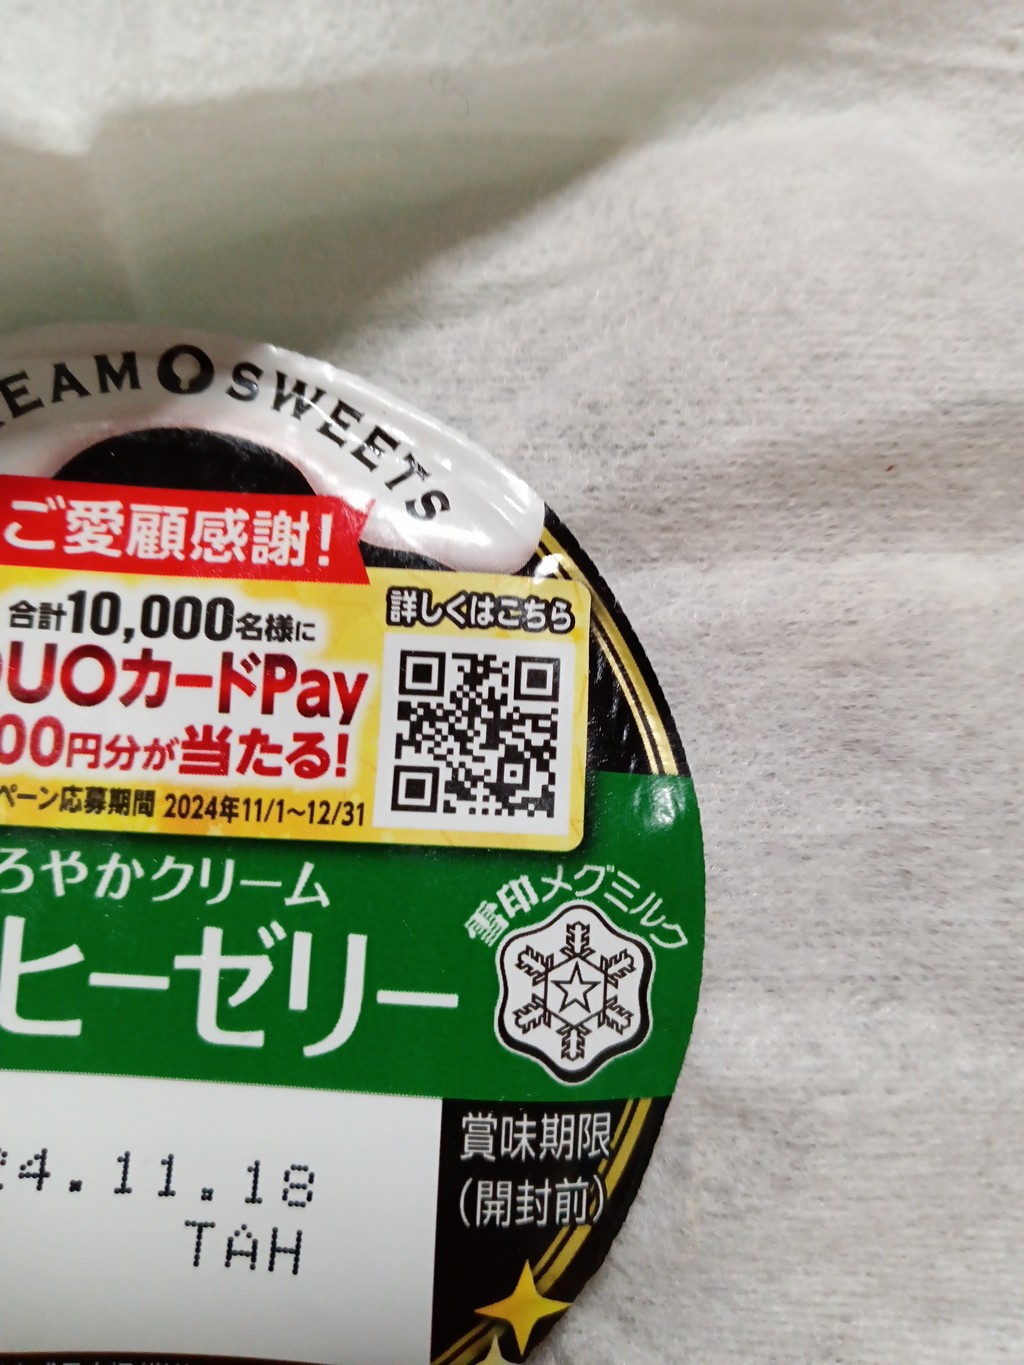 EAM SWEETS
ご愛顧感謝!
合計10,000名様に
UOカードPay
00円分が当たる!
ペーン応募期間 2024年11/1～12/31
詳しくはこちら
ろやかクリーム
ヒーゼリー
雪印メグミルク
4.11.18
TAH
賞味期限
(開封前)